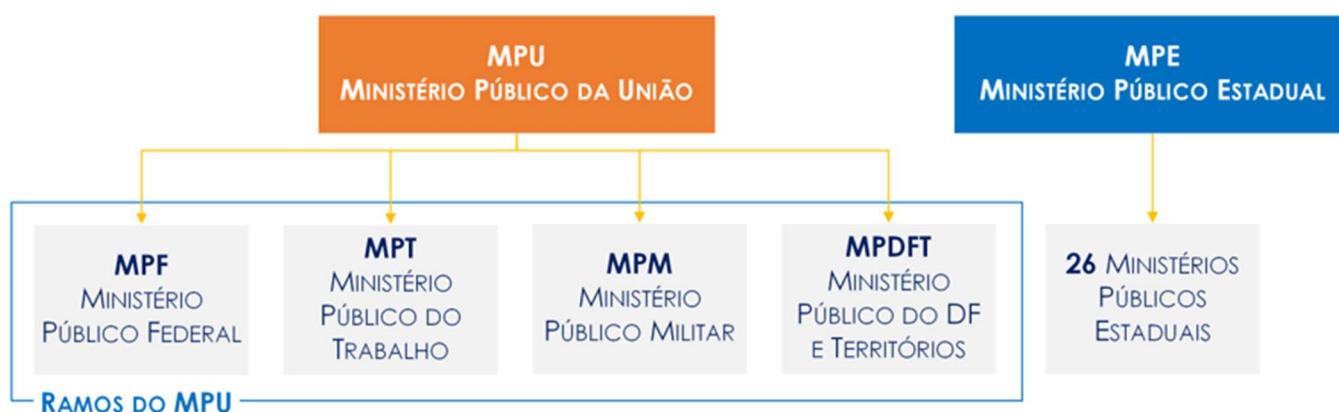 MPU
MINISTÉRIO PÚBLICO DA UNIÃO
MPE
MINISTÉRIO PÚBLICO ESTADUAL
MPF
MINISTÉRIO
PÚBLICO FEDERAL
MPT
MINISTÉRIO
PÚBLICO DO
TRABALHO
MPM
MINISTÉRIO
PÚBLICO MILITAR
MPDFT
MINISTÉRIO
PÚBLICO DO DF
E TERRITÓRIOS
26 MINISTÉRIOS
PÚBLICOS
ESTADUAIS
RAMOS DO MPU